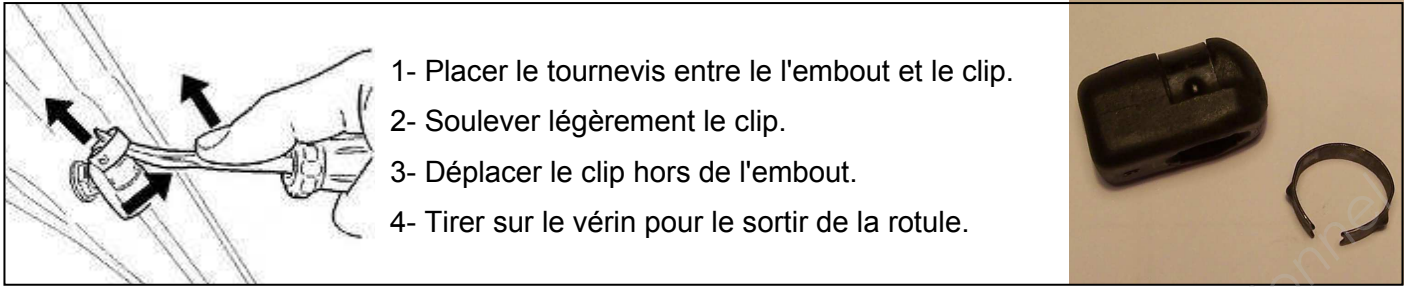 1- Placer le tournevis entre le l'embout et le clip.
2- Soulever légèrement le clip.
3- Déplacer le clip hors de l'embout.
4- Tirer sur le vérin pour le sortir de la rotule.